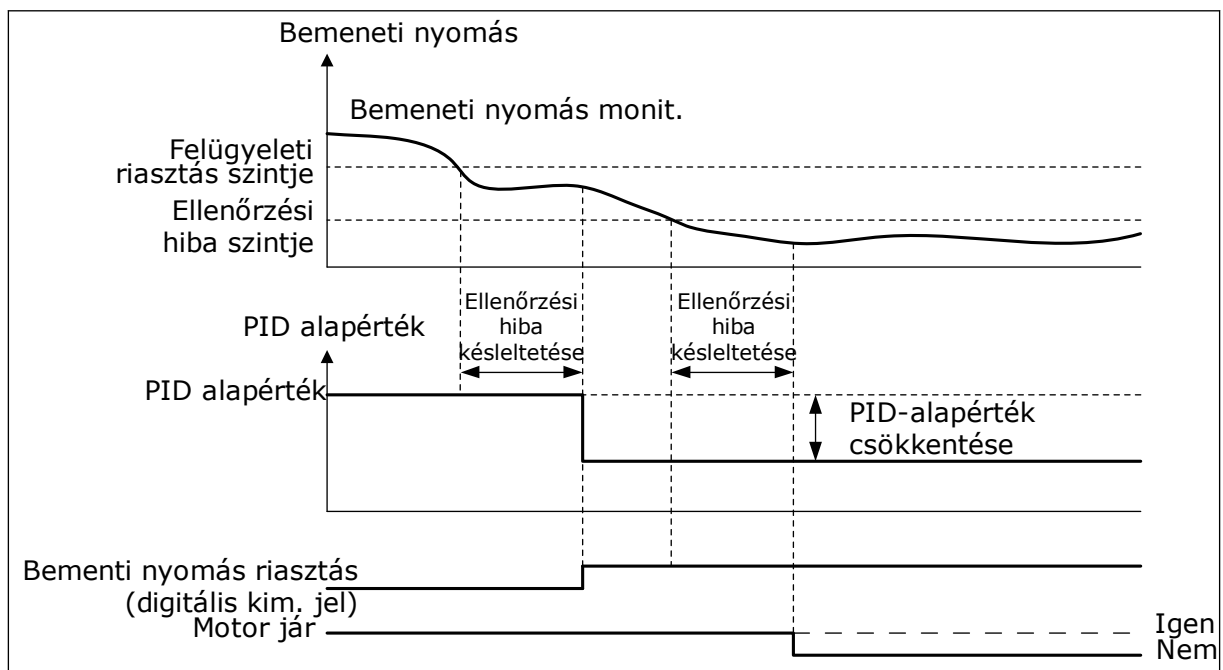 Bemeneti nyomás
Bemeneti nyomás monit.
Felügyeleti
riasztás szintje
Ellenőrzési
hiba szintje
Ellenőrzési
hiba
késleltetése
Ellenőrzési
hiba
késleltetése
PID alapérték
PID alapérték
PID-alapérték
csökkentése
Bementi nyomás riasztás
(digitális kim. jel)
Motor jár
Igen
Nem